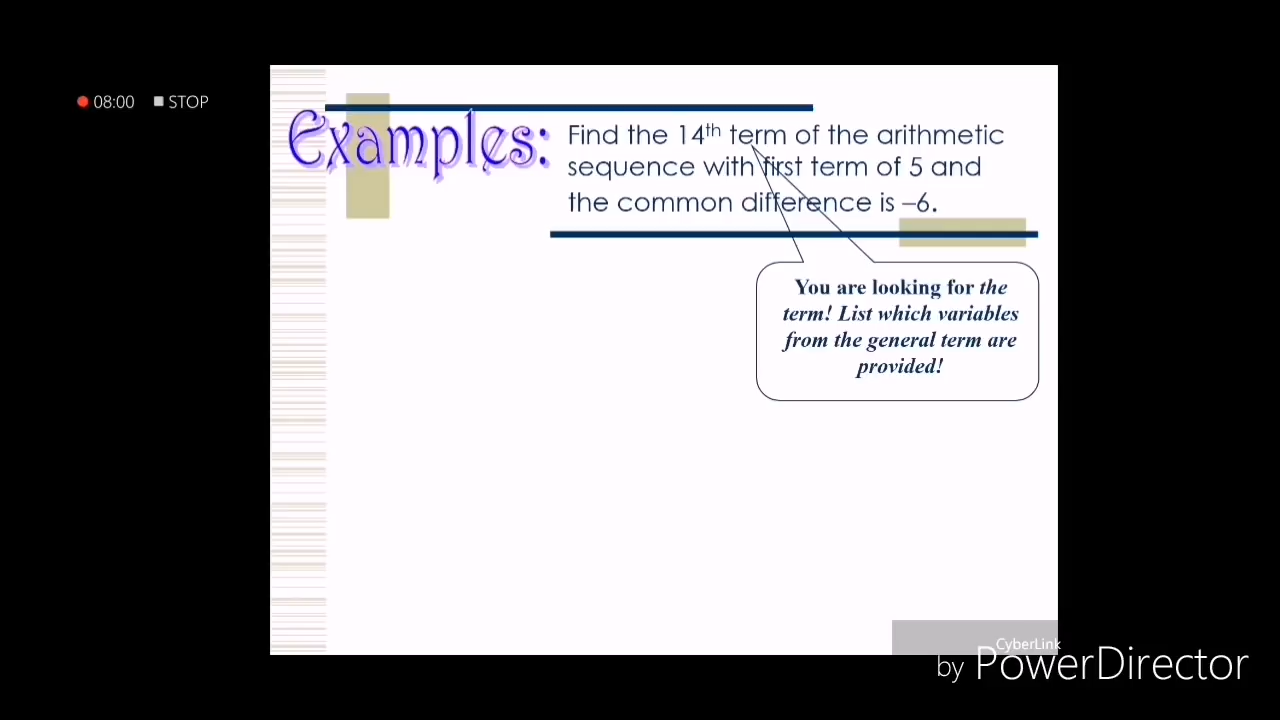 08:00 STOP
Examples:
Find the 14th term of the arithmetic
sequence with first term of 5 and
the common difference is –6.
You are looking for the
term! List which variables
from the general term are
provided!
CyberLink
by PowerDirector